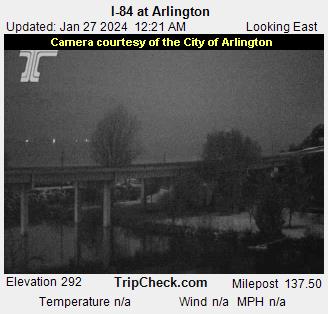 I-84 at Arlington
Updated: Jan 27 2024 12:21 AM Looking East
Camera courtesy of the City of Arlington
Elevation 292 TripCheck.com Milepost 137.50
Temperature n/a Wind n/a MPH n/a